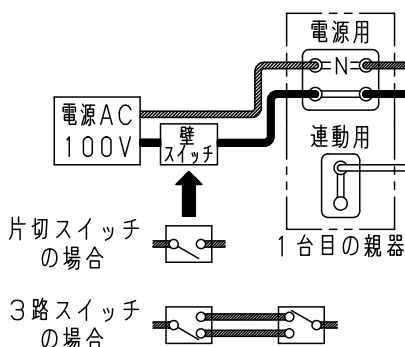 電源用
N
電源AC
100V
壁
スイッチ
連動用
1台目の親器
片切スイッチ
の場合
3路スイッチ
の場合